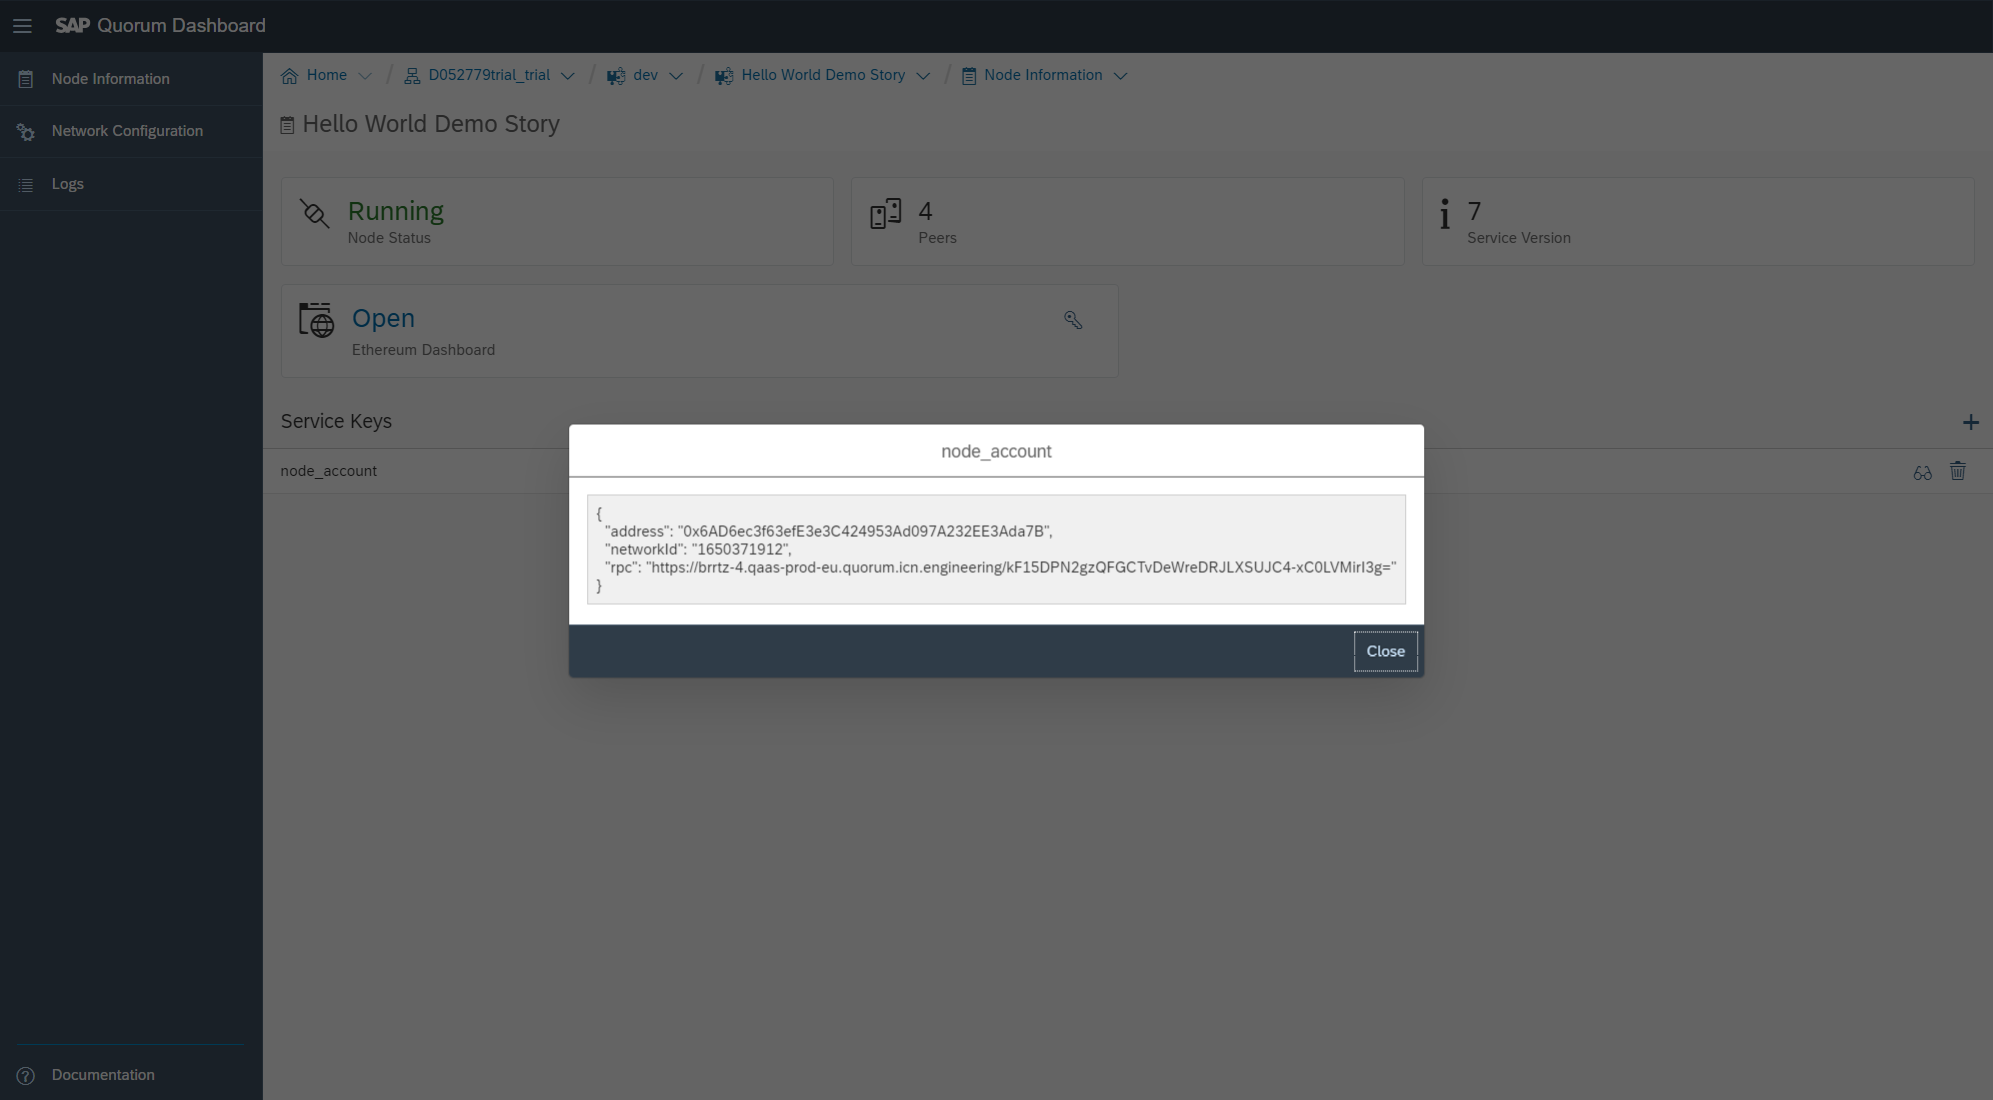 SAP Quorum Dashboard
Node Information
Network Configuration
Logs
Documentation
Home / D052779trial_trial / dev / Hello World Demo Story / Node Information
Hello World Demo Story
Running
Node Status
4
Peers
7
Service Version
Open
Ethereum Dashboard
Service Keys
node_account
node_account
{
"address": "0x6AD6ec3f63efE3e3C424953Ad097A232EE3Ada7B",
"networkId": "1650371912",
"rpc": "https://brrtz-4.qaas-prod-eu.quorum.icn.engineering/kF15DPN2gzQFGCTvDeWreDRJLXSUJC4-xC0LVMirI3g="
}
Close